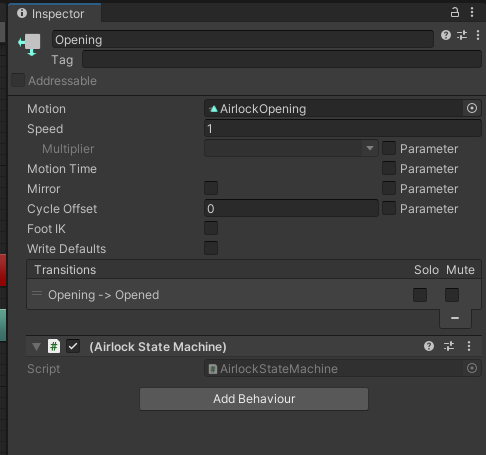 Inspector
Opening
Tag
Addressable
Motion AirlockOpening
Speed 1
Multiplier Parameter
Motion Time Parameter
Mirror Parameter
Cycle Offset 0 Parameter
Foot IK
Write Defaults
Transitions Solo Mute
Opening -> Opened
# (Airlock State Machine)
Script # AirlockStateMachine
Add Behaviour